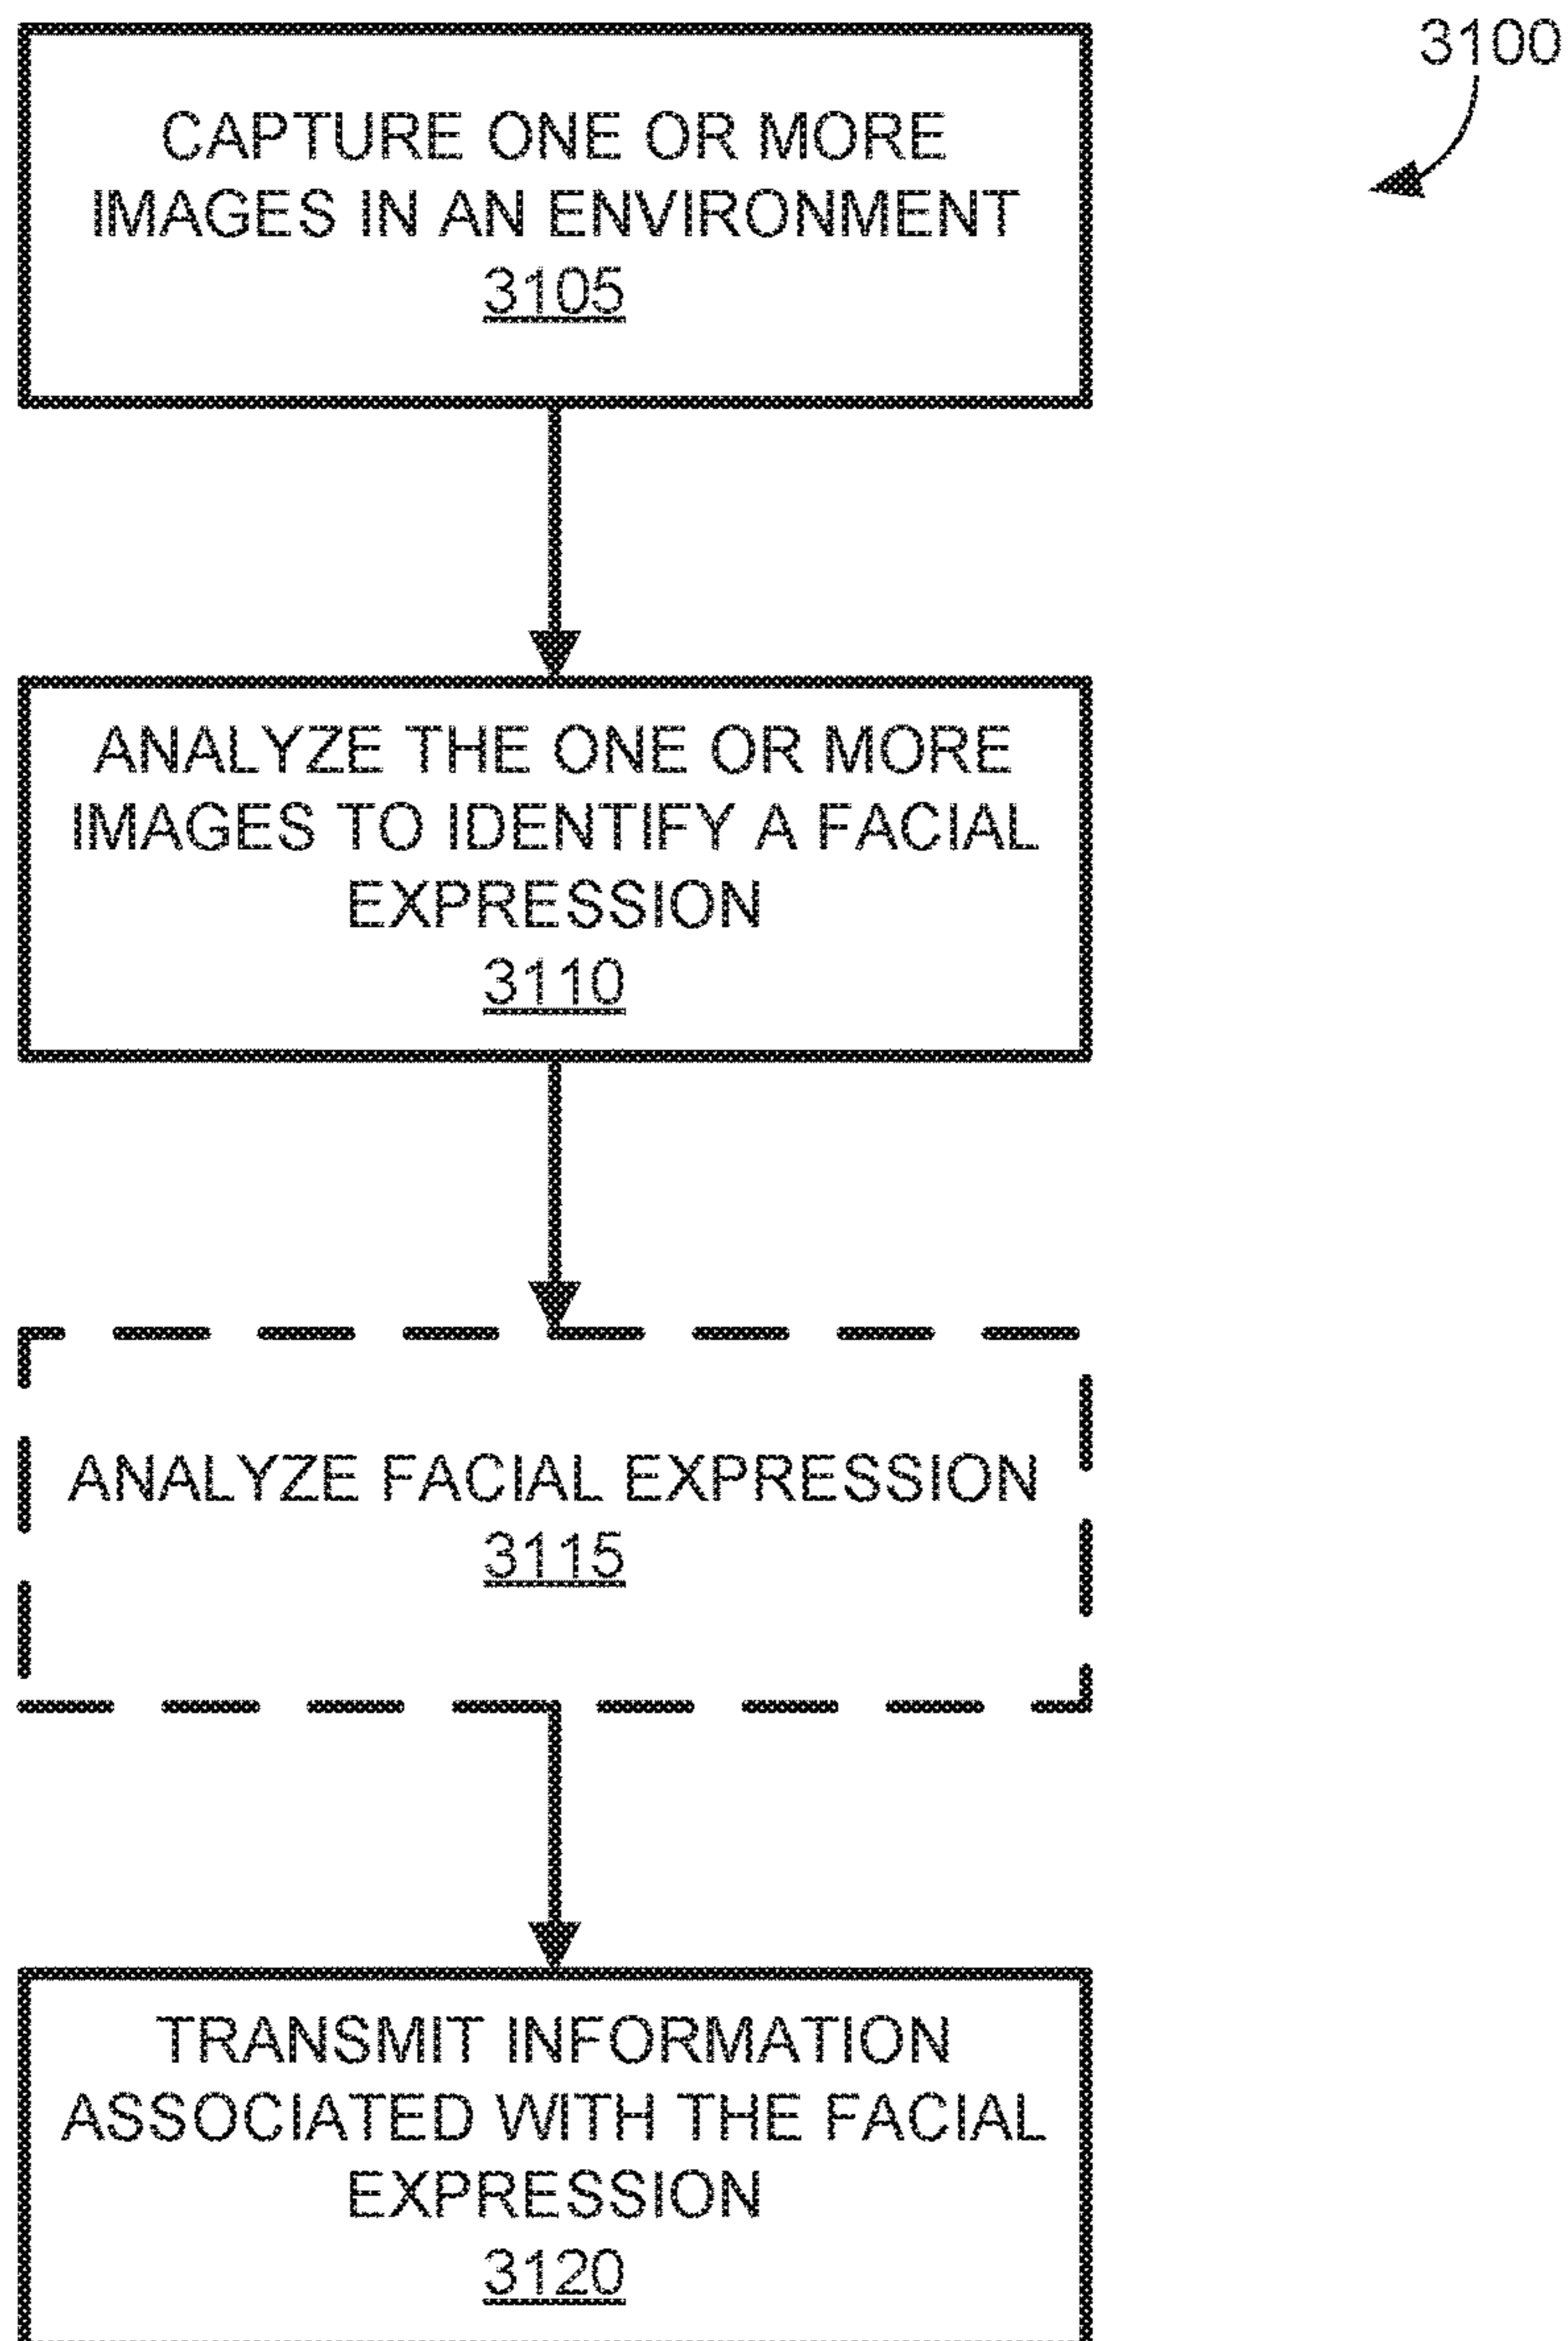 3100
CAPTURE ONE OR MORE
IMAGES IN AN ENVIRONMENT
3105
ANALYZE THE ONE OR MORE
IMAGES TO IDENTIFY A FACIAL
EXPRESSION
3110
ANALYZE FACIAL EXPRESSION
3115
TRANSMIT INFORMATION
ASSOCIATED WITH THE FACIAL
EXPRESSION
3120